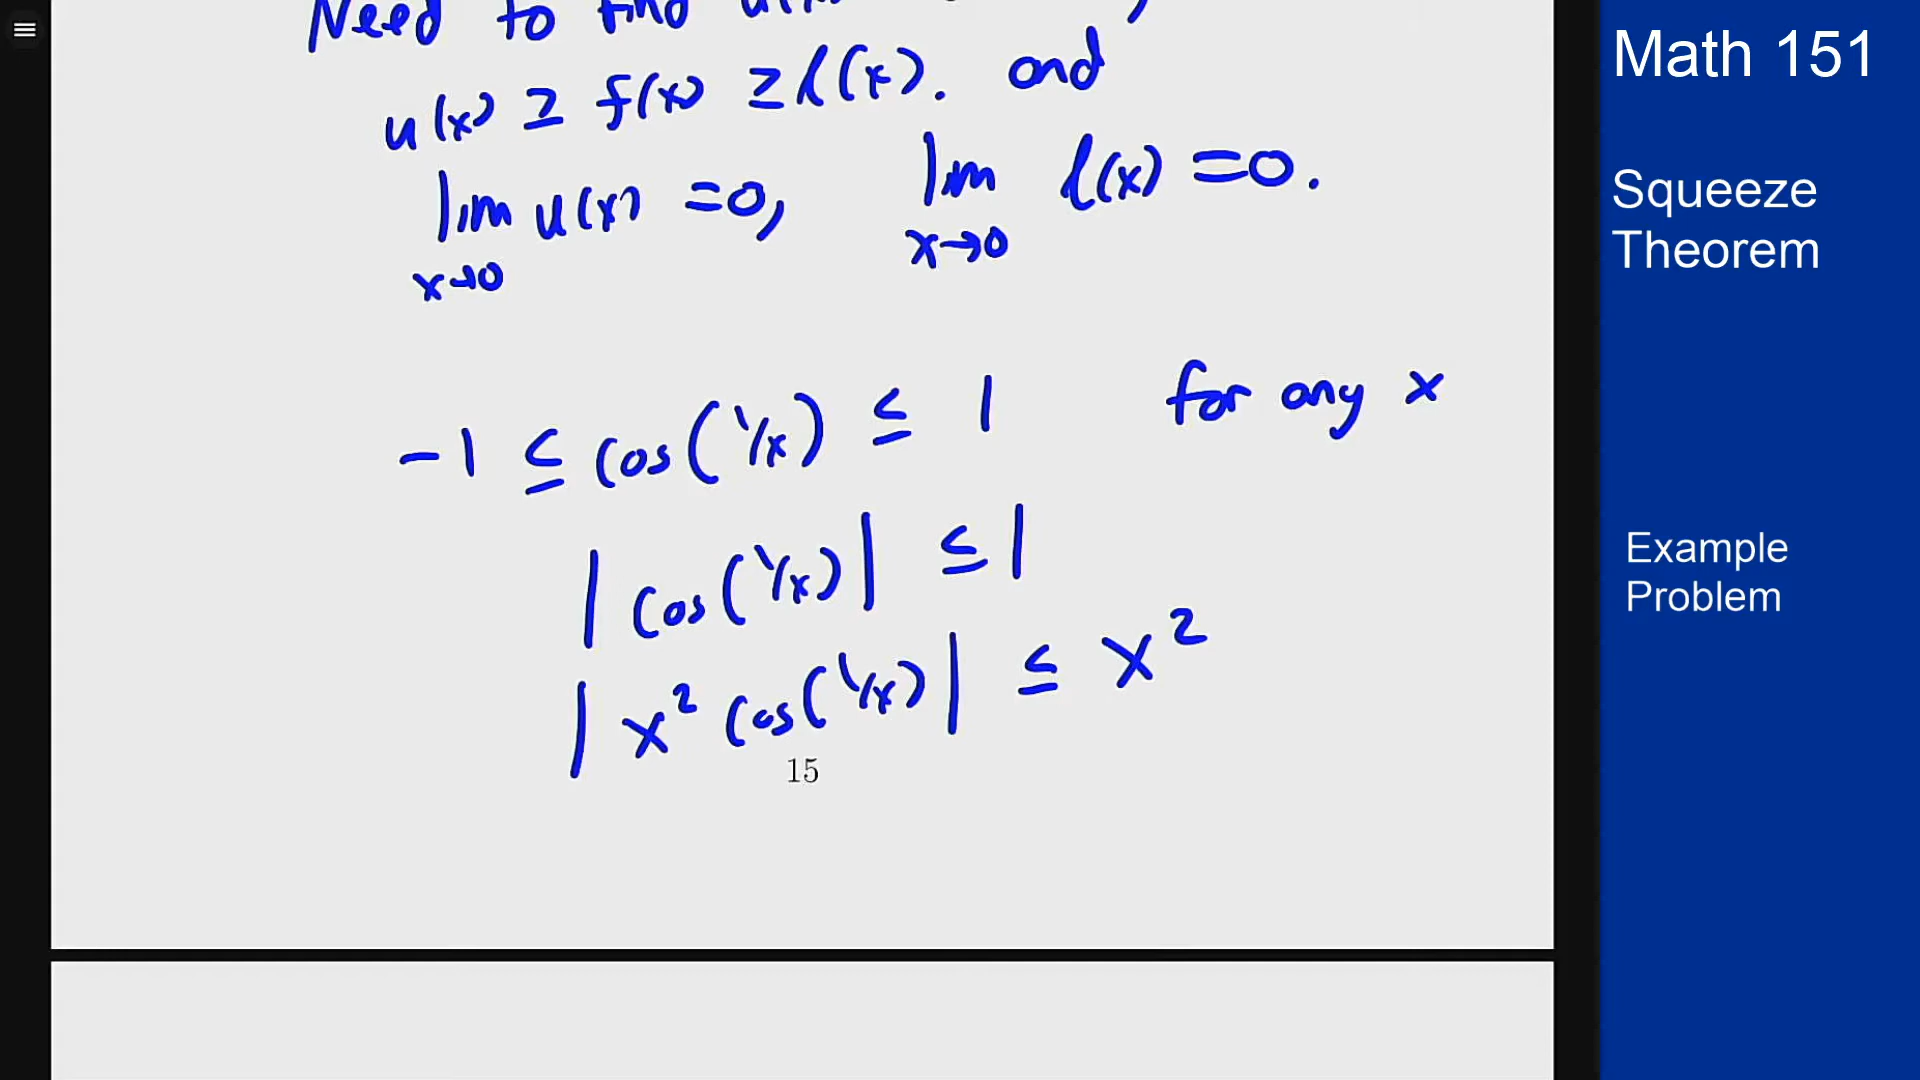 Need to find
u(x) ≥ f(x) ≥ l(x). and
lim u(x) = 0, lim l(x) = 0.
x→0 x→0
-1 ≤ cos(1/x) ≤ 1 for any x
|cos(1/x)| ≤ 1
|x² cos(1/x)| ≤ x²
15
Math 151
Squeeze
Theorem
Example
Problem